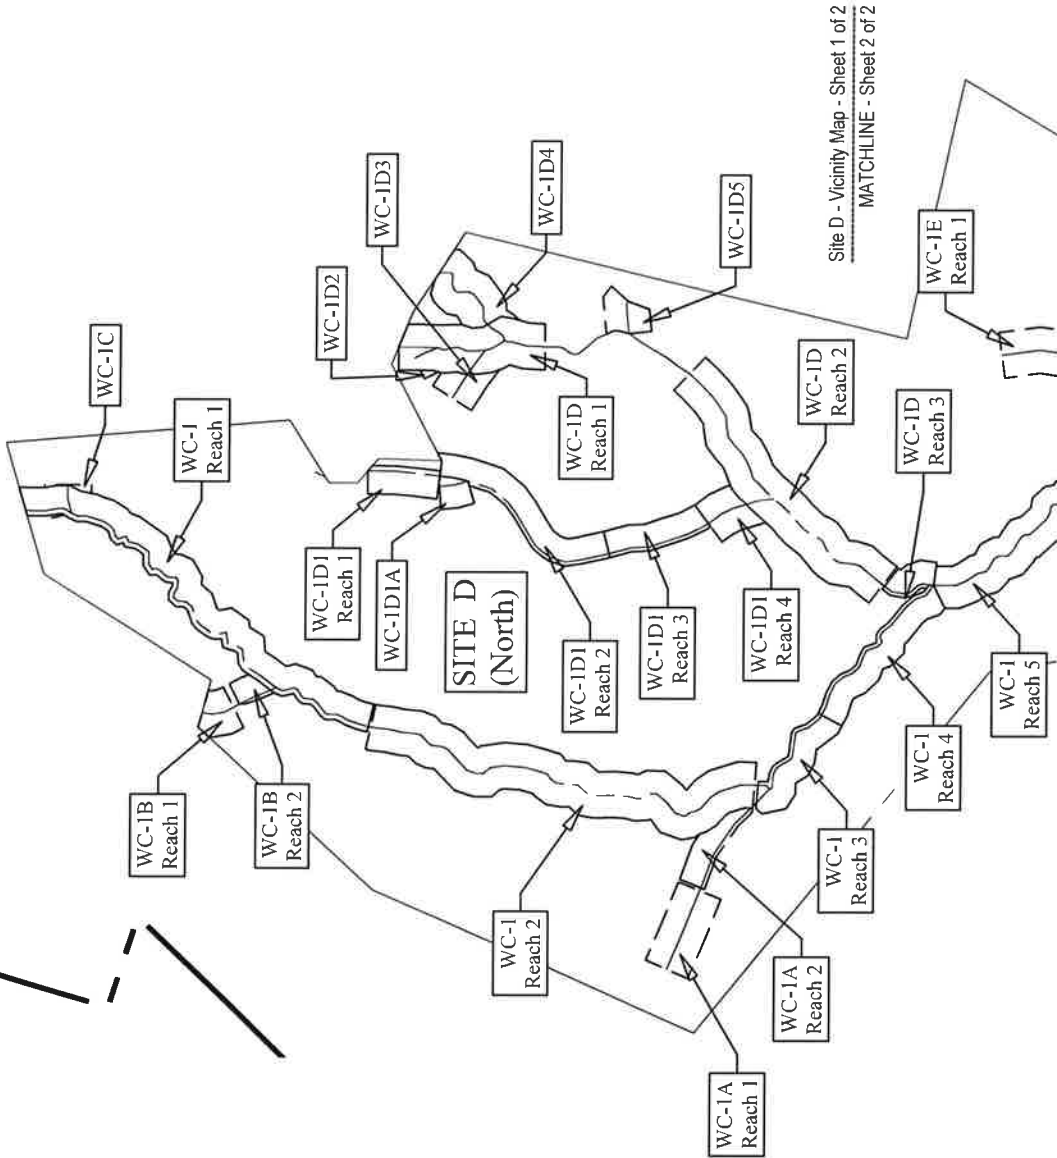 Site D - Vicinity Map - Sheet 1 of 2
MATCHLINE - Sheet 2 of 2
WC-1C
WC-1
Reach 1
WC-1D2
WC-1D3
WC-1D4
WC-1D5
WC-1E
Reach 1
WC-1D1
Reach 1
WC-1D1A
SITE D
(North)
WC-1D
Reach 1
WC-1D
Reach 2
WC-1D
Reach 3
WC-1D1
Reach 2
WC-1D1
Reach 3
WC-1D1
Reach 4
WC-1B
Reach 1
WC-1B
Reach 2
WC-1
Reach 2
WC-1
Reach 3
WC-1
Reach 4
WC-1
Reach 5
WC-1A
Reach 1
WC-1A
Reach 2